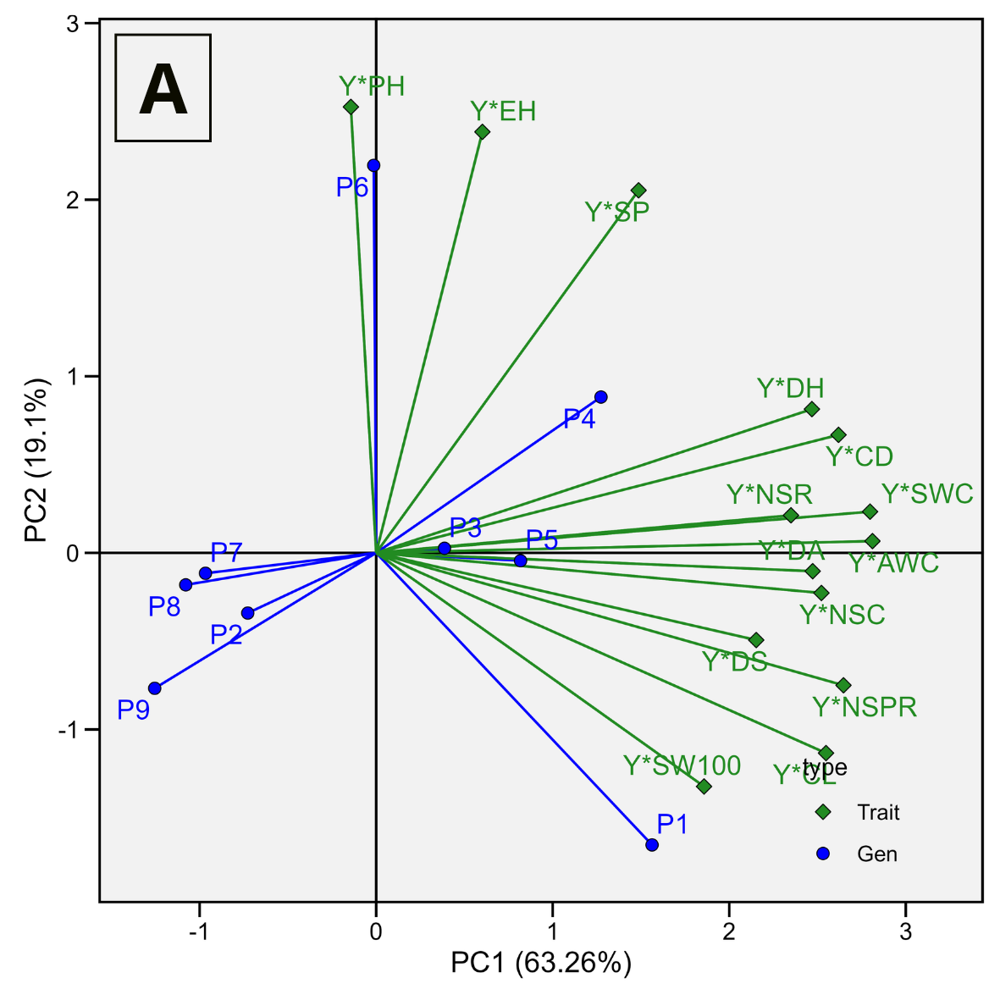 A
3
2
1
0
-1
PC2 (19.1%)
Y*PH
Y*EH
P6
Y*SP
Y*DH
P4
Y*CD
Y*NSR
Y*SWC
P3
P5
Y*DA
P7
Y*AWC
P8
Y*NSC
P2
Y*DS
P9
Y*NSPR
Y*SW100
Y*CL
type
Trait
P1
Gen
-1
0
1
2
3
PC1 (63.26%)